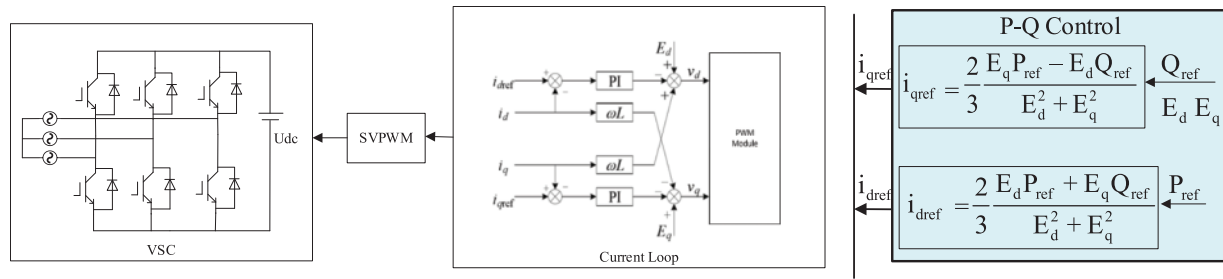 Udc
VSC
SVPWM
E_d
i_dref
+
−
PI
−
+
+
v_d
i_d
ωL
i_q
ωL
i_qref
+
−
PI
−
−
+
v_q
E_q
PWM
Module
Current Loop
P-Q Control
i_qref
i_qref = 2/3 (E_q P_ref − E_d Q_ref)/(E_d^2 + E_q^2)
Q_ref
E_d E_q
i_dref
i_dref = 2/3 (E_d P_ref + E_q Q_ref)/(E_d^2 + E_q^2)
P_ref